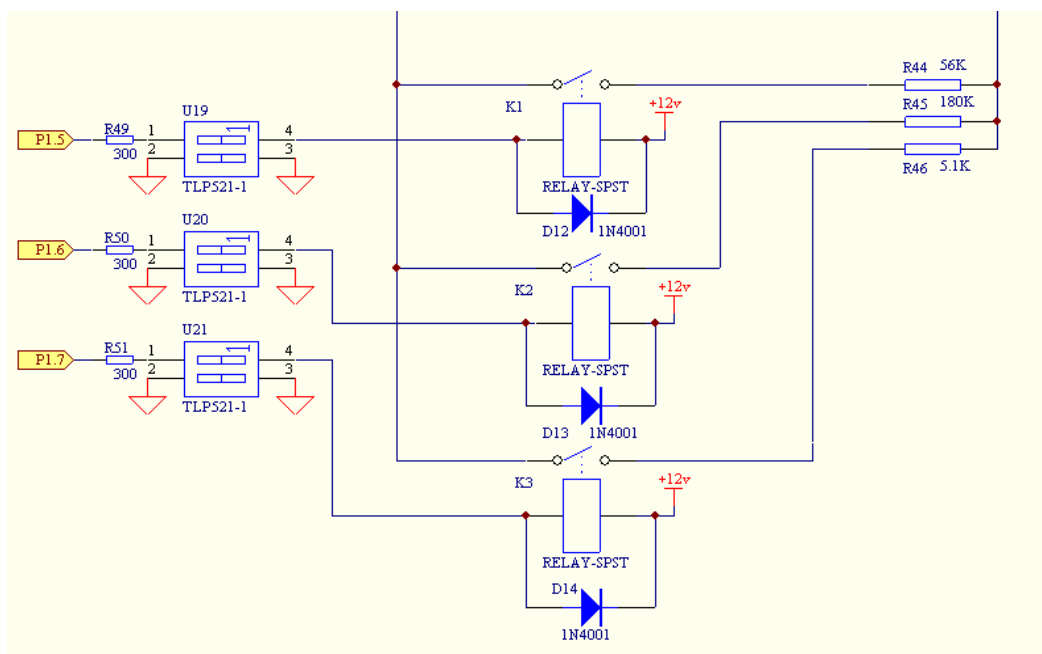 R44 56K
K1
+12v
R45 180K
U19
P1.5
R49
300
1
2
1
4
3
TLP521-1
RELAY-SPST
R46 5.1K
D12 1N4001
U20
P1.6
R50
300
1
2
1
4
3
TLP521-1
K2
+12v
RELAY-SPST
U21
P1.7
R51
300
1
2
1
4
3
TLP521-1
D13 1N4001
K3
+12v
RELAY-SPST
D14
1N4001